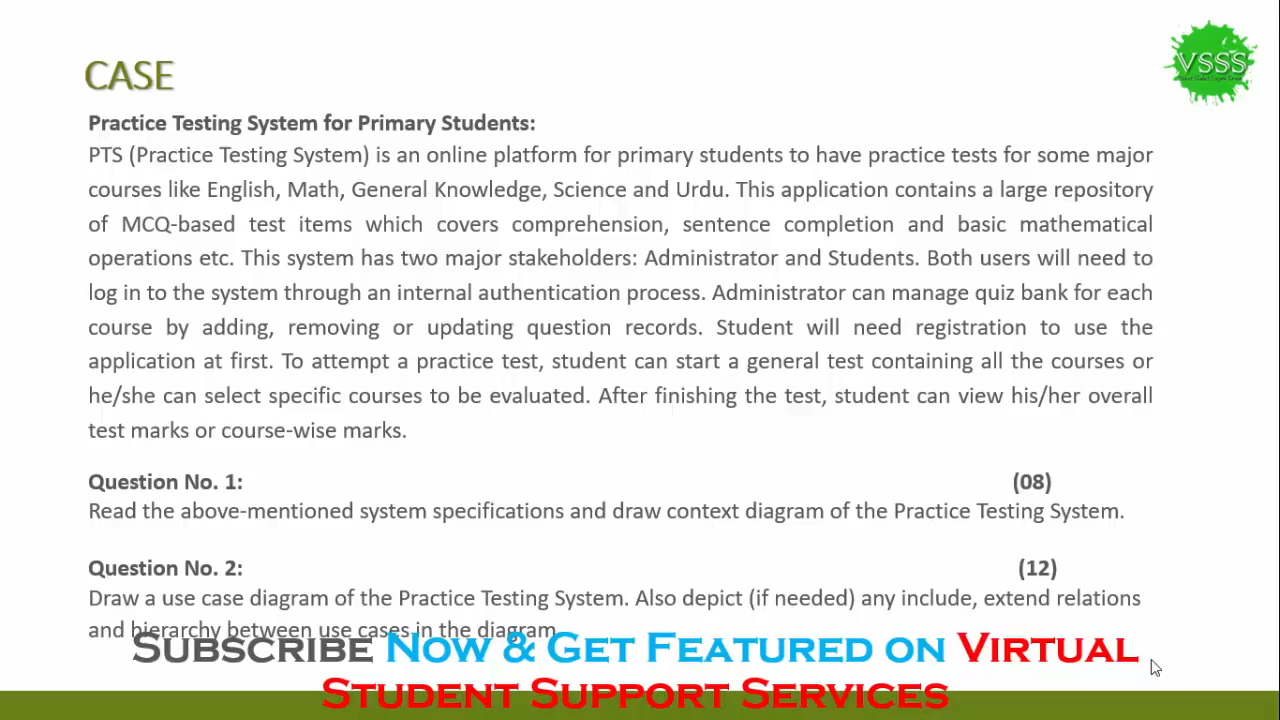 CASE
VSSS
Practice Testing System for Primary Students:
PTS (Practice Testing System) is an online platform for primary students to have practice tests for some major
courses like English, Math, General Knowledge, Science and Urdu. This application contains a large repository
of MCQ-based test items which covers comprehension, sentence completion and basic mathematical
operations etc. This system has two major stakeholders: Administrator and Students. Both users will need to
log in to the system through an internal authentication process. Administrator can manage quiz bank for each
course by adding, removing or updating question records. Student will need registration to use the
application at first. To attempt a practice test, student can start a general test containing all the courses or
he/she can select specific courses to be evaluated. After finishing the test, student can view his/her overall
test marks or course-wise marks.
Question No. 1: (08)
Read the above-mentioned system specifications and draw context diagram of the Practice Testing System.
Question No. 2: (12)
Draw a use case diagram of the Practice Testing System. Also depict (if needed) any include, extend relations
and hierarchy between use cases in the diagram
Subscribe Now & Get Featured on Virtual
Student Support Services